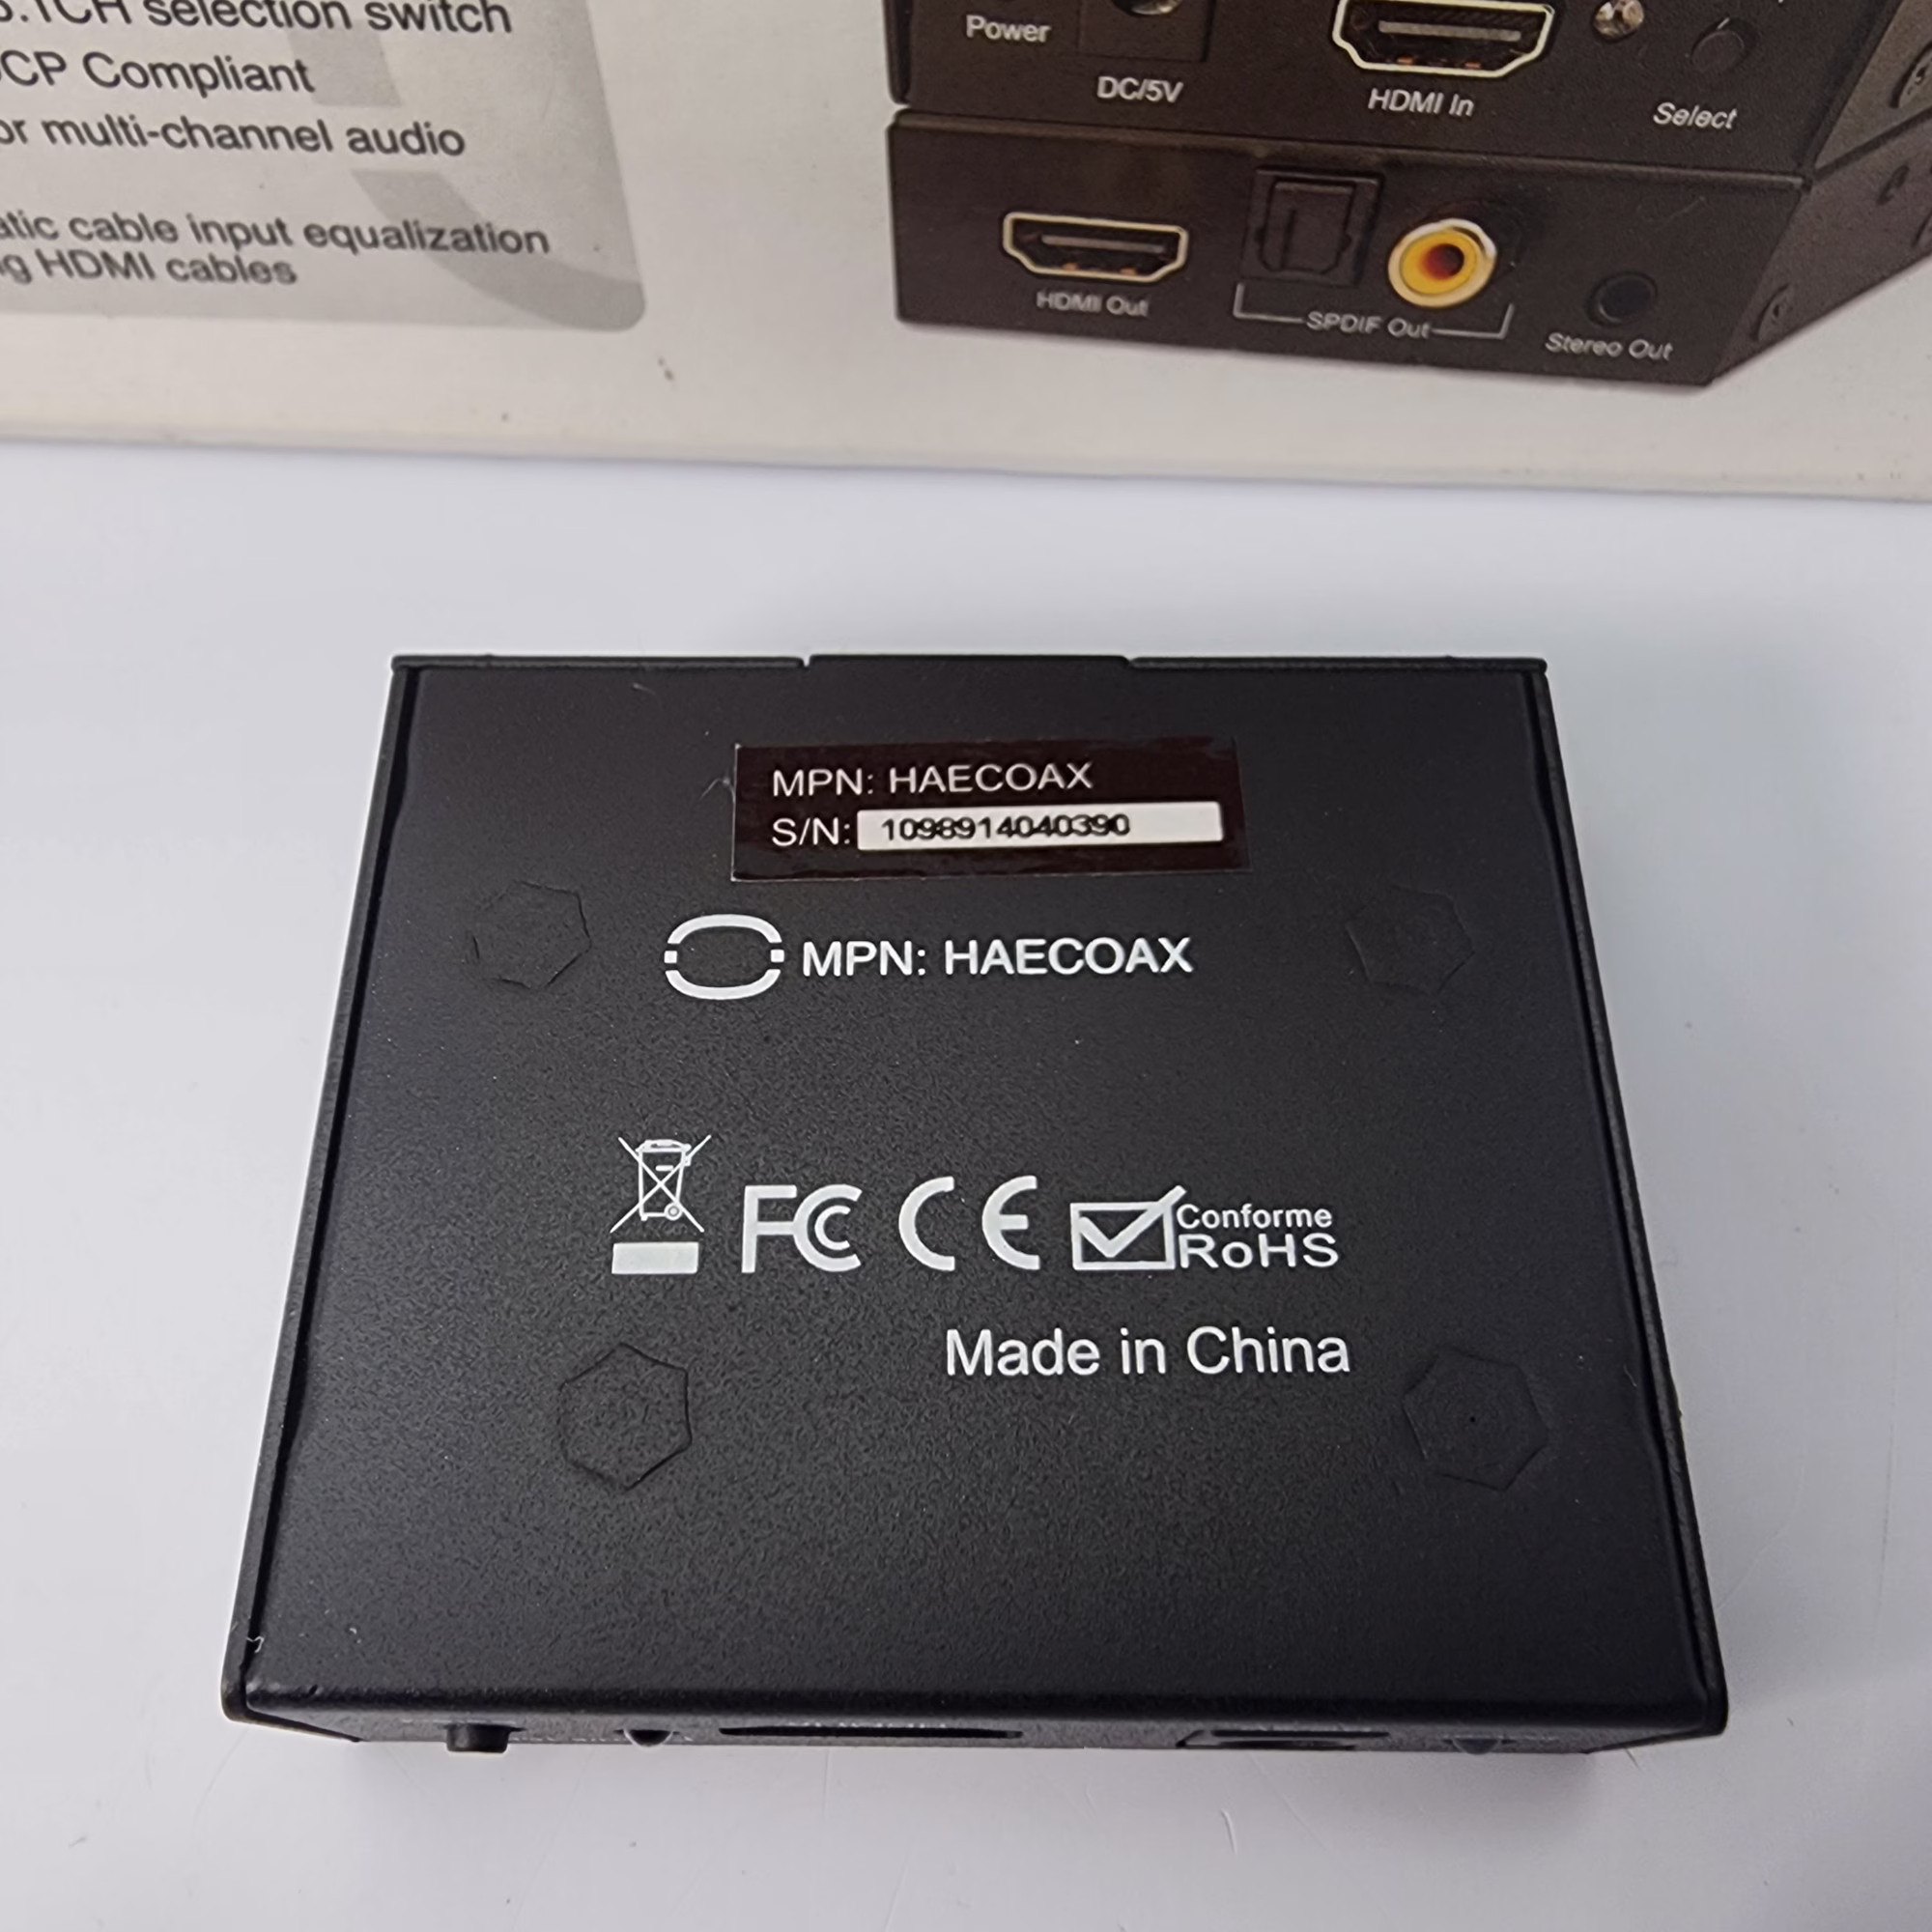 .1CH selection switch
CP Compliant
or multi-channel audio
atic cable input equalization
g HDMI cables
Power
DC/5V
HDMI In
Select
HDMI Out
SPDIF Out
Stereo Out
MPN: HAECOAX
S/N: 1098914040390
MPN: HAECOAX
FC CE Conforme
RoHS
Made in China